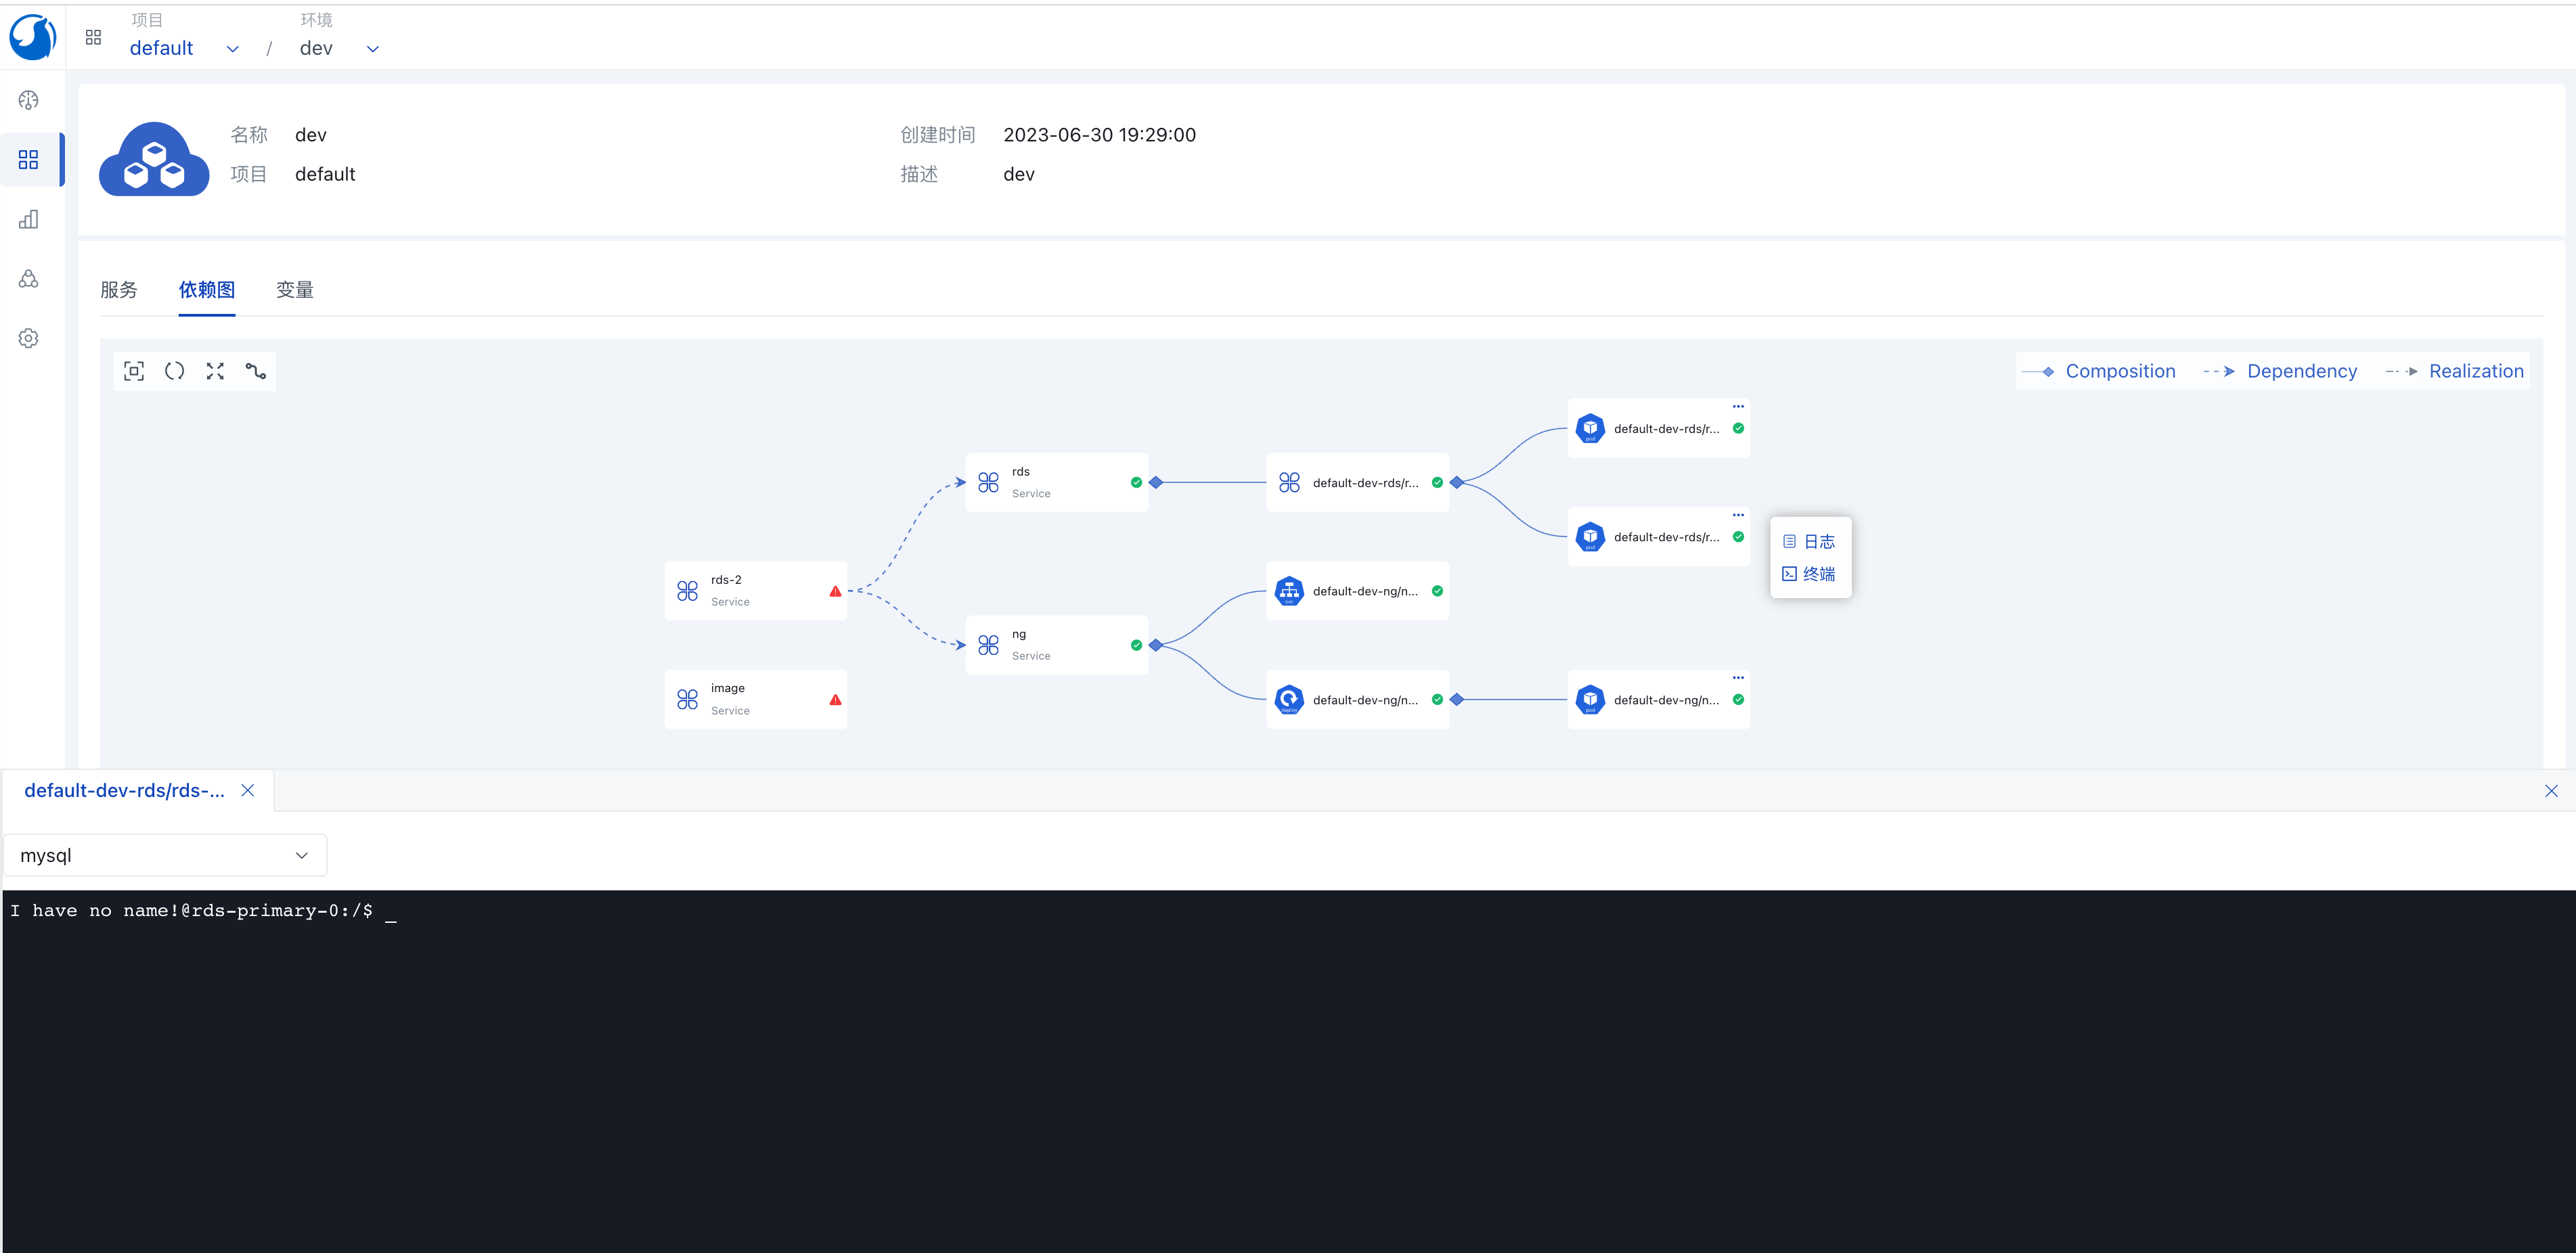 项目
环境
default
/
dev
名称
dev
创建时间
2023-06-30 19:29:00
项目
default
描述
dev
服务
依赖图
变量
Composition
Dependency
Realization
default-dev-rds/r...
rds
Service
default-dev-rds/r...
default-dev-rds/r...
日志
终端
rds-2
Service
default-dev-ng/n...
ng
Service
image
Service
default-dev-ng/n...
default-dev-ng/n...
default-dev-rds/rds-...
mysql
I have no name!@rds-primary-0:/$ _